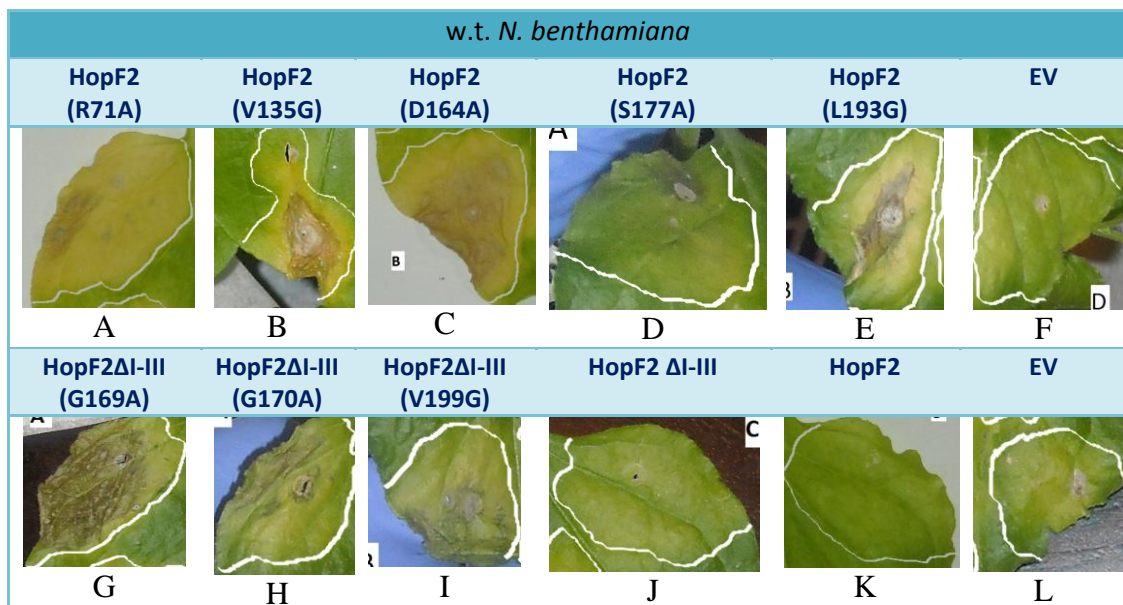 w.t. N. benthamiana
HopF2 HopF2 HopF2 HopF2 HopF2 EV
(R71A) (V135G) (D164A) (S177A) (L193G)
A
B
B
D
A B C D E F
HopF2ΔI-III HopF2ΔI-III HopF2ΔI-III HopF2 ΔI-III HopF2 EV
(G169A) (G170A) (V199G)
C
G H I J K L